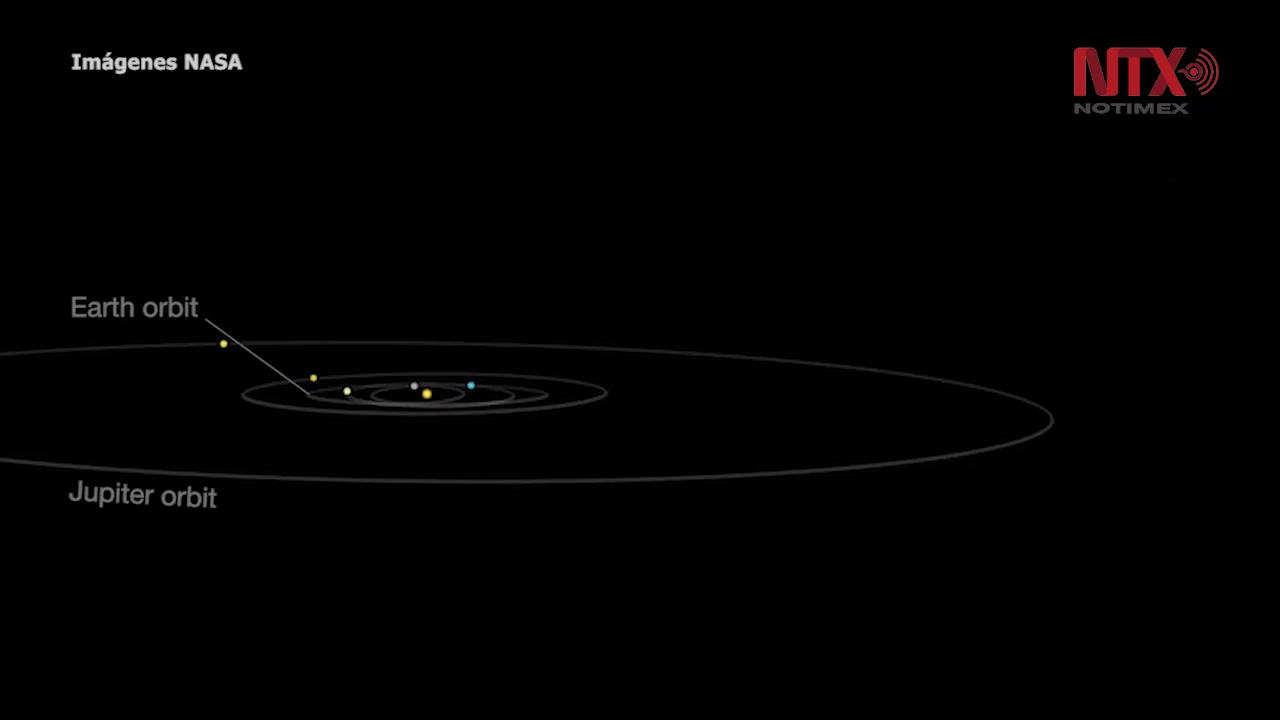 Imágenes NASA
NTX
NOTIMEX
Earth orbit
Jupiter orbit